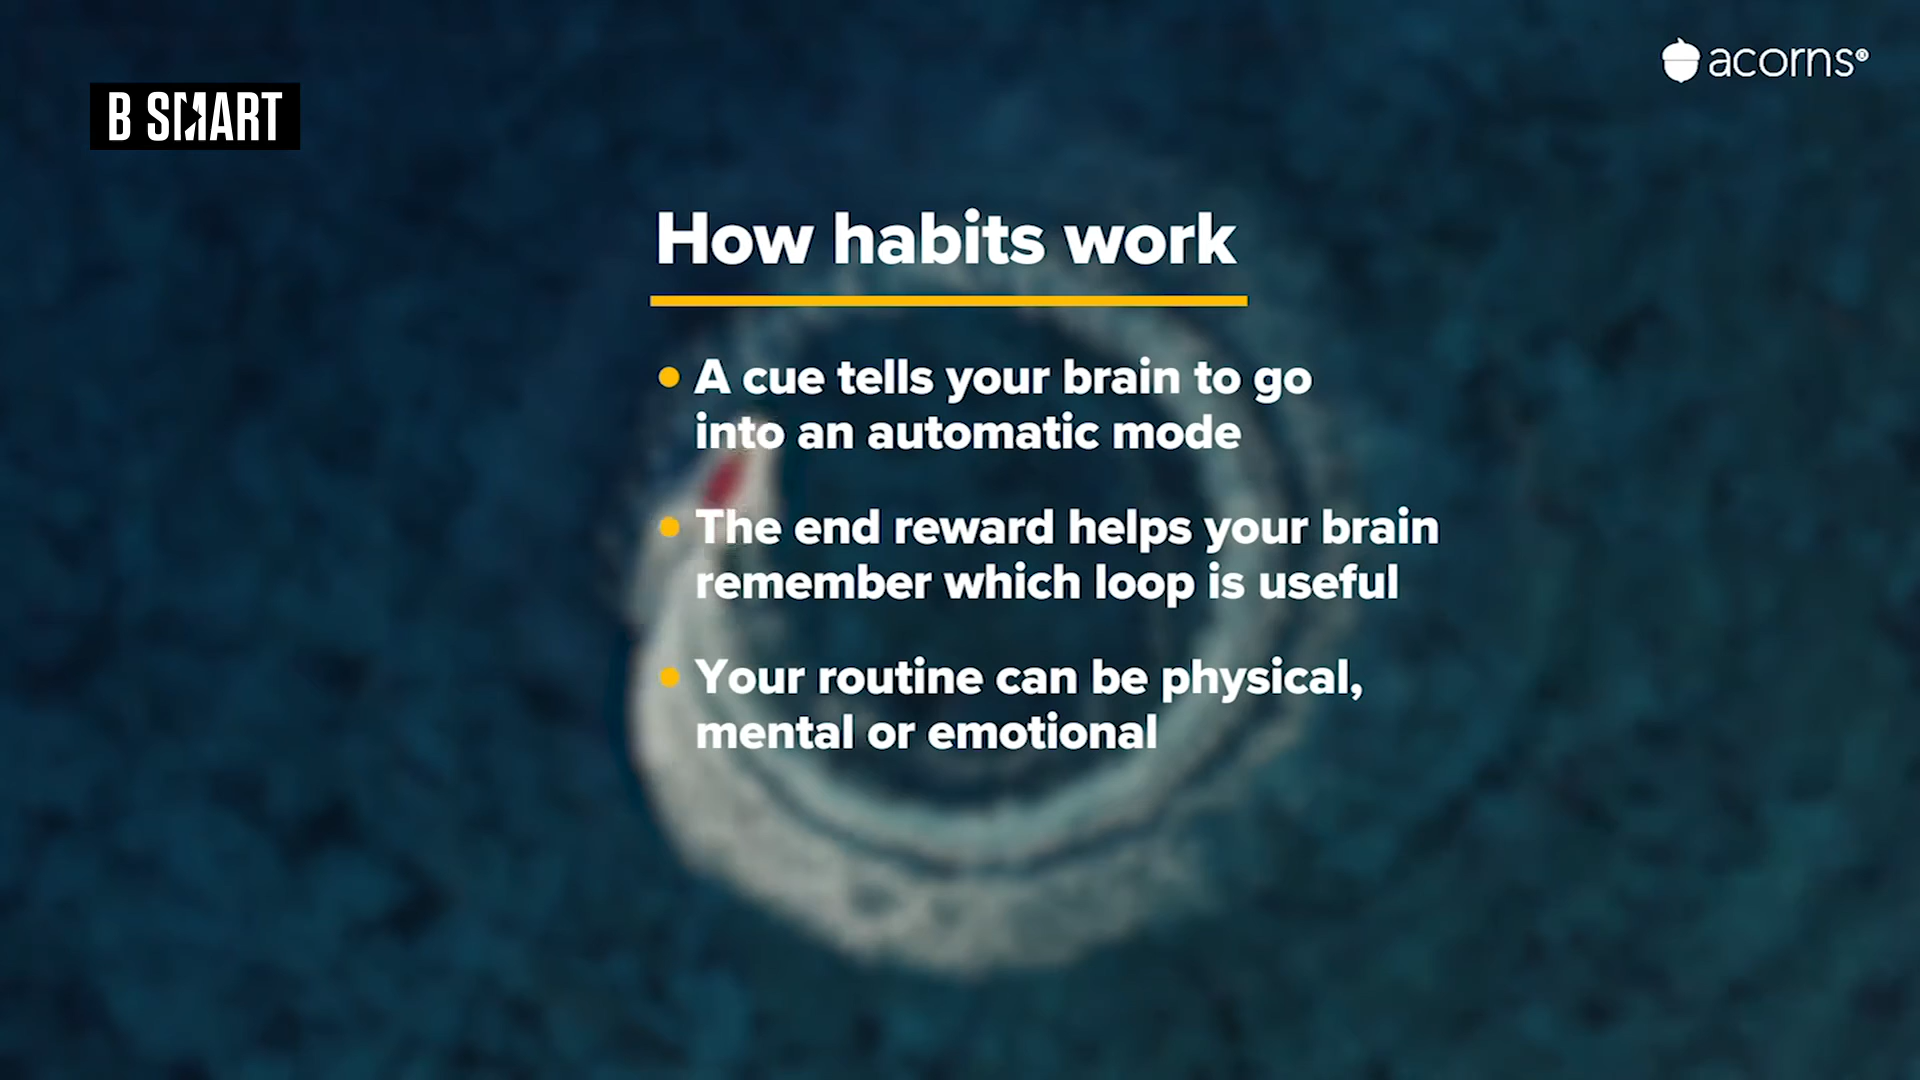 acorns®
B SMART
How habits work
• A cue tells your brain to go
into an automatic mode
• The end reward helps your brain
remember which loop is useful
• Your routine can be physical,
mental or emotional